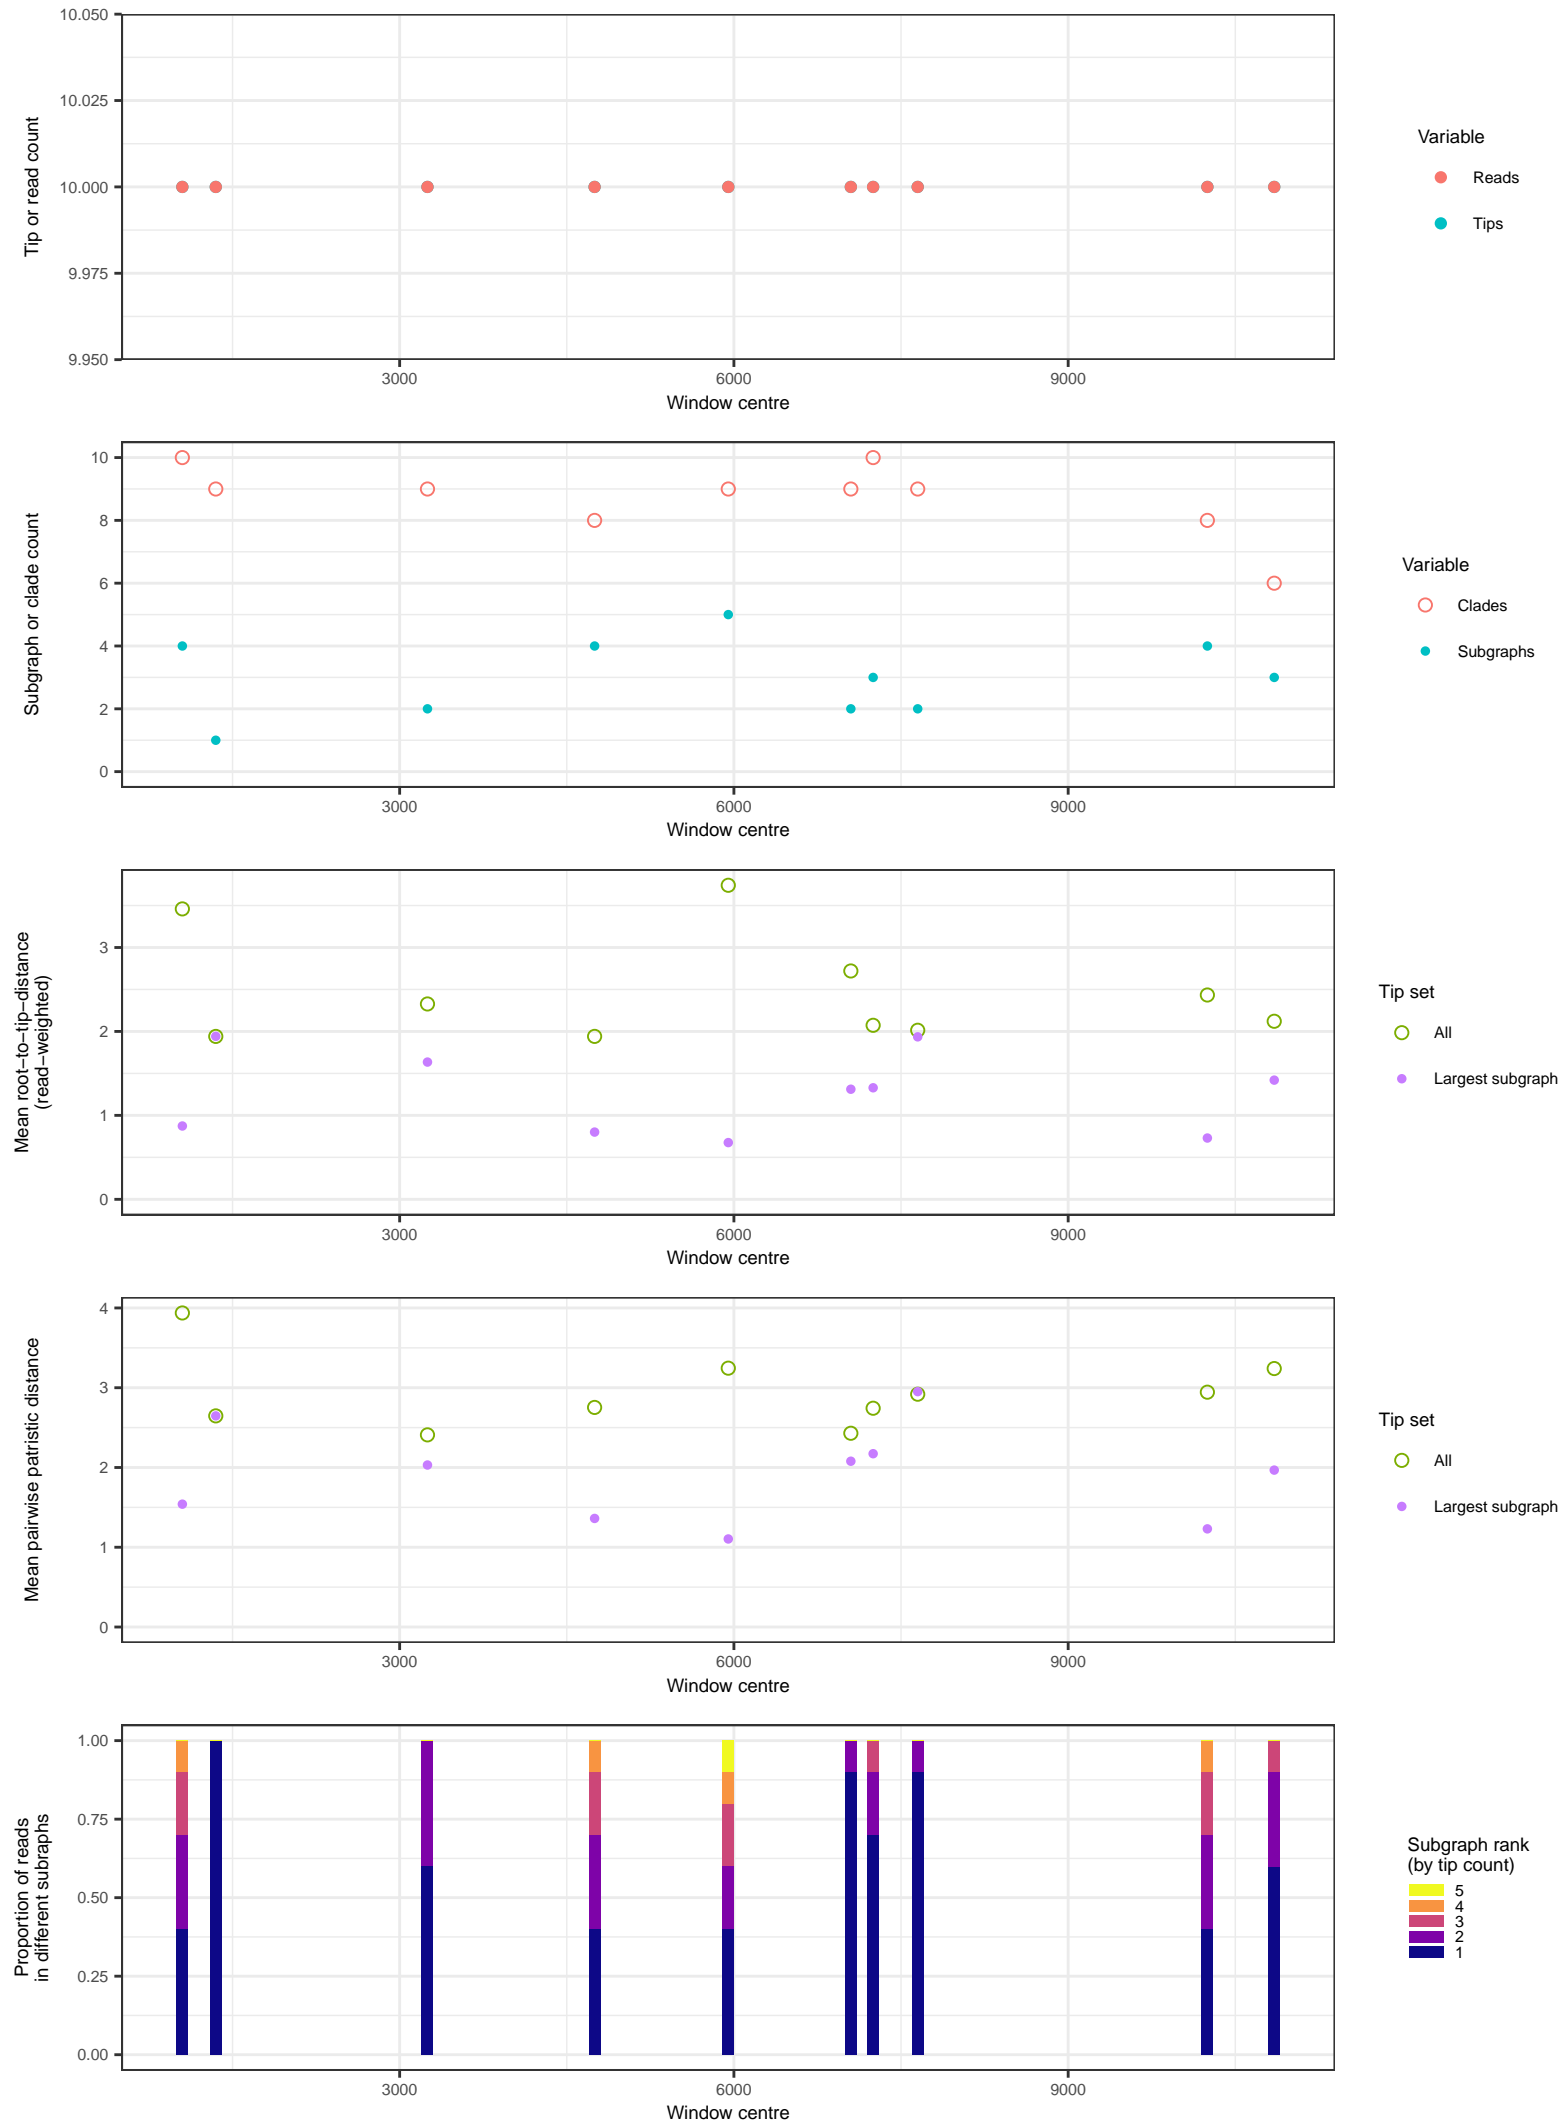 10.050
10.025
10.000
9.975
9.950
Tip or read count
3000 6000 9000
Window centre
Variable
Reads
Tips
10
8
6
4
2
0
Subgraph or clade count
3000 6000 9000
Window centre
Variable
Clades
Subgraphs
3
2
1
0
Mean root−to−tip−distance
(read−weighted)
3000 6000 9000
Window centre
Tip set
All
Largest subgraph
4
3
2
1
0
Mean pairwise patristic distance
3000 6000 9000
Window centre
Tip set
All
Largest subgraph
1.00
0.75
0.50
0.25
0.00
Proportion of reads
in different subraphs
3000 6000 9000
Window centre
Subgraph rank
(by tip count)
5
4
3
2
1